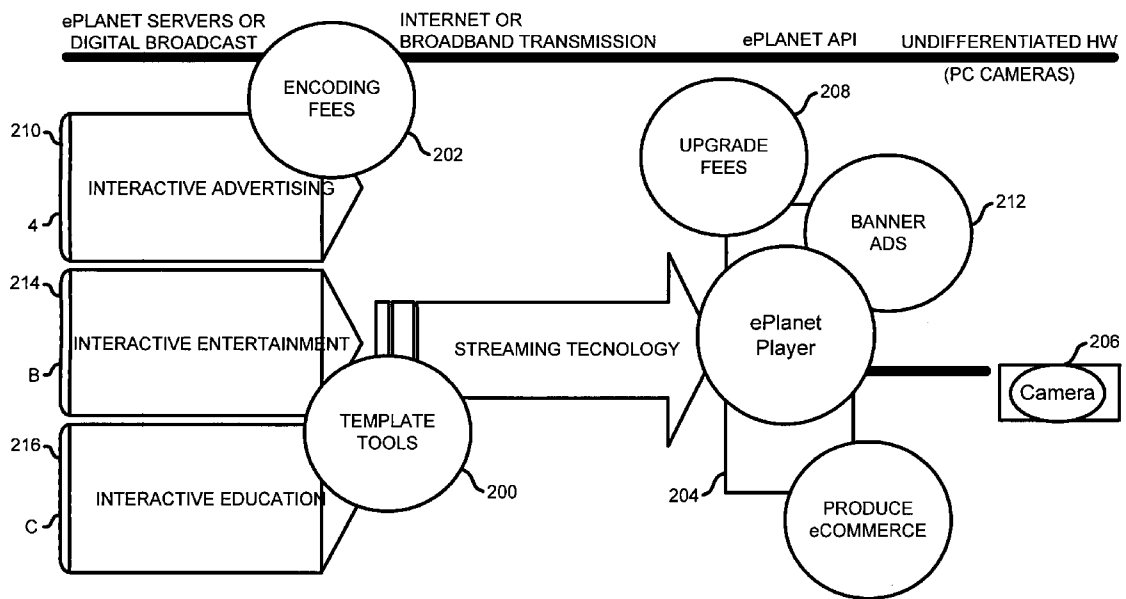 ePLANET SERVERS OR
DIGITAL BROADCAST
INTERNET OR
BROADBAND TRANSMISSION
ePLANET API
UNDIFFERENTIATED HW
(PC CAMERAS)
ENCODING
FEES
202
210
INTERACTIVE ADVERTISING
4
208
UPGRADE
FEES
BANNER
ADS
212
214
INTERACTIVE ENTERTAINMENT
B
STREAMING TECNOLOGY
ePlanet
Player
206
Camera
TEMPLATE
TOOLS
200
216
INTERACTIVE EDUCATION
C
204
PRODUCE
eCOMMERCE